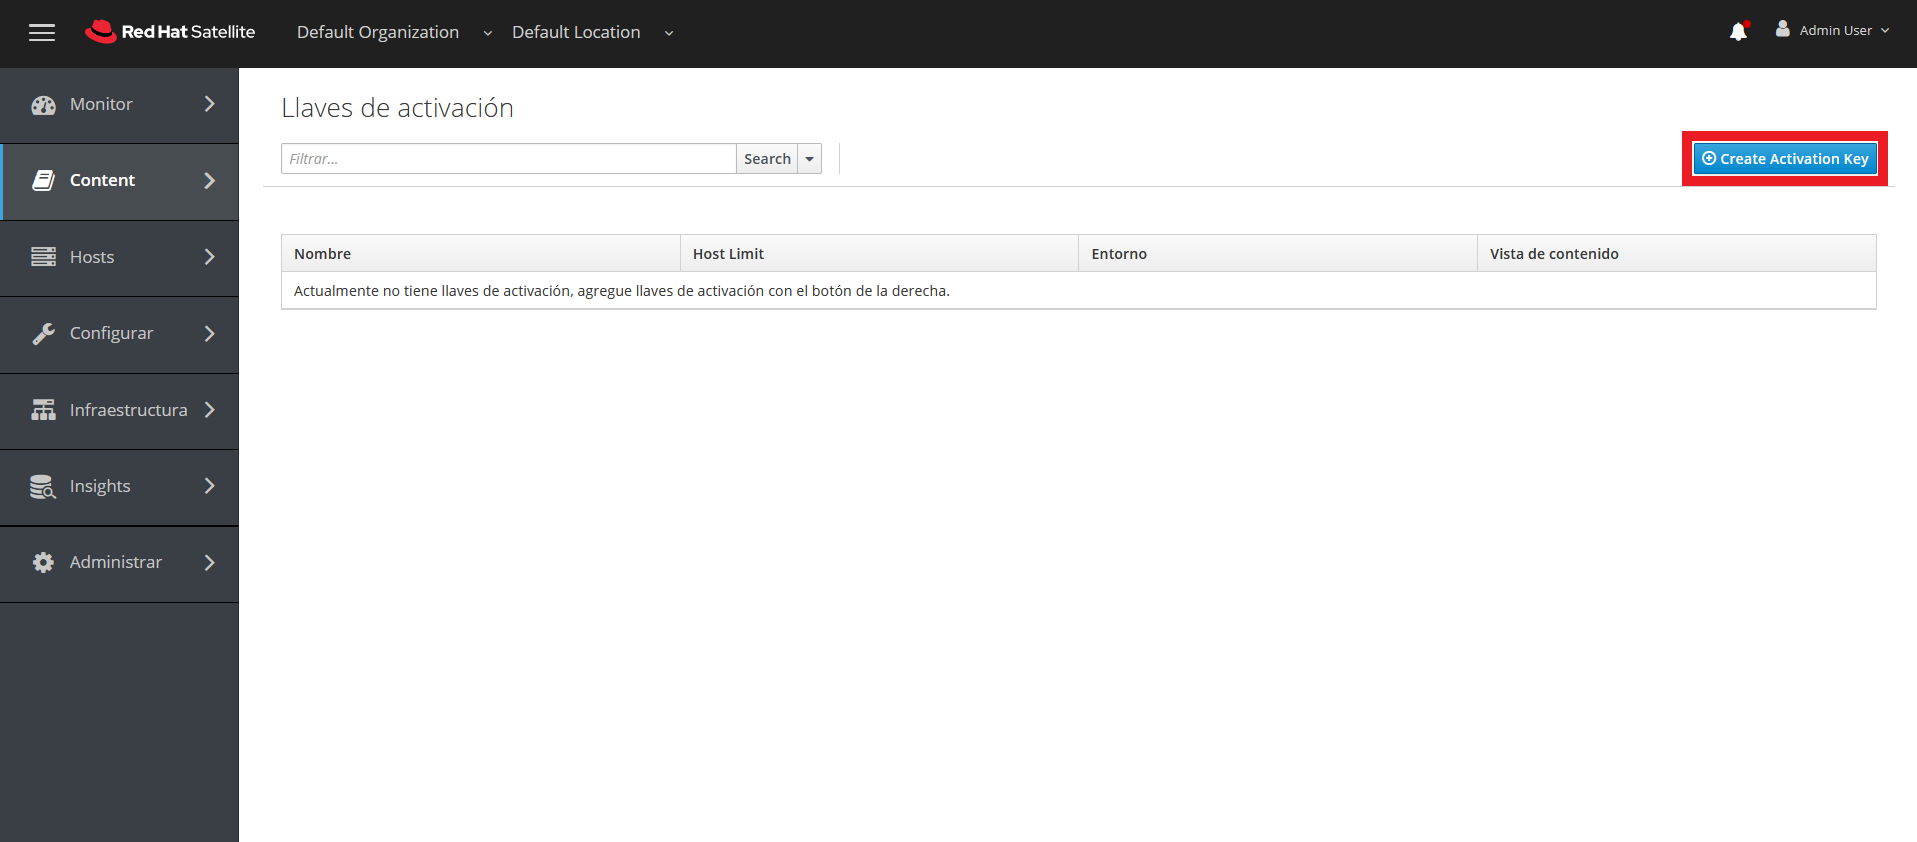 Red Hat Satellite Default Organization Default Location Admin User
Monitor
Content
Hosts
Configurar
Infraestructura
Insights
Administrar
Llaves de activación
Filtrar... Search Create Activation Key
Nombre Host Limit Entorno Vista de contenido
Actualmente no tiene llaves de activación, agregue llaves de activación con el botón de la derecha.